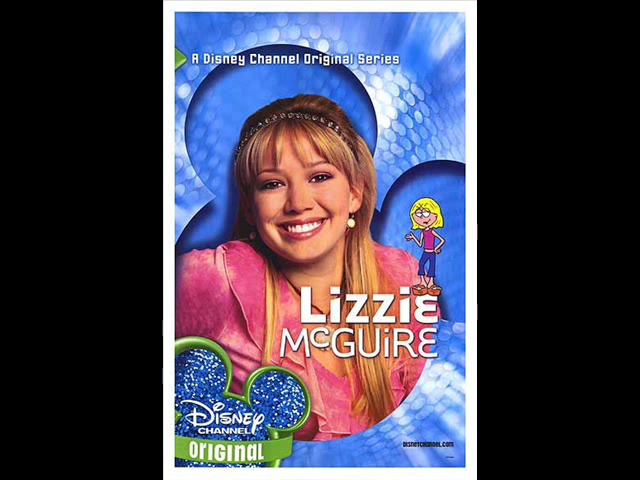 A Disney Channel Original Series
Lizzie
McGUiRE
Disney
CHANNEL
ORIGINAL
DISNEYCHANNEL.COM